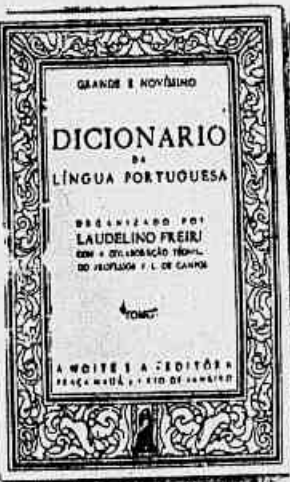 GRANDE E NOVÍSSIMO
DICIONARIO
DA
LÍNGUA PORTUGUESA
ORGANIZADO POR
LAUDELINO FREIRE
COM A COLABORAÇÃO TÉCNICA
DO PROFESSOR J. L. DE CAMPOS
TOMO
A NOITE S A EDITÔRA
PRAÇA MAUÁ, 7 RIO DE JANEIRO